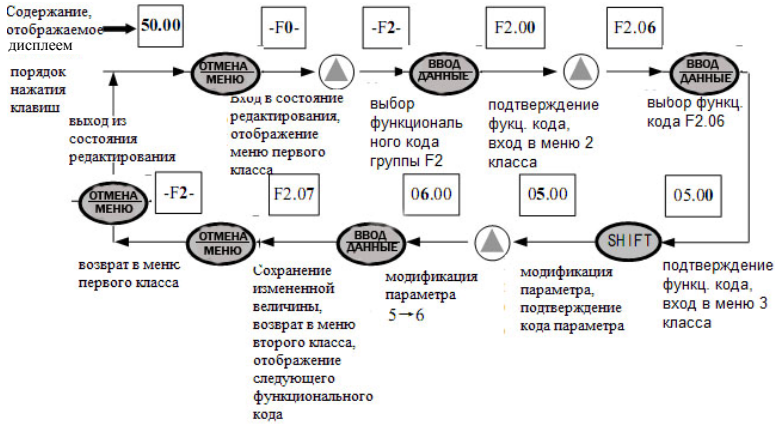 Содержание,
отображаемое
дисплеем
50.00
-F0-
-F2-
F2.00
F2.06
порядок
нажатия
клавиш
ОТМЕНА
МЕНЮ
ВВОД
ДАННЫЕ
ВВОД
ДАННЫЕ
Вход в состояние
редактирования,
отображение
меню первого
класса
выбор
функциональ
ного кода
группы F2
подтверждение
фукц. кода,
вход в меню 2
класса
выбор функц.
кода F2.06
выход из
состояния
редактирования
ОТМЕНА
МЕНЮ
-F2-
F2.07
06.00
05.00
05.00
ОТМЕНА
МЕНЮ
ВВОД
ДАННЫЕ
SHIFT
возврат в меню
первого класса
Сохранение
измененной
величины,
возврат в меню
второго класса,
отображение
следующего
функционального
кода
модификация
параметра
5→6
модификация
параметра,
подтверждение
кода параметра
подтверждение
функц. кода,
вход в меню 3
класса